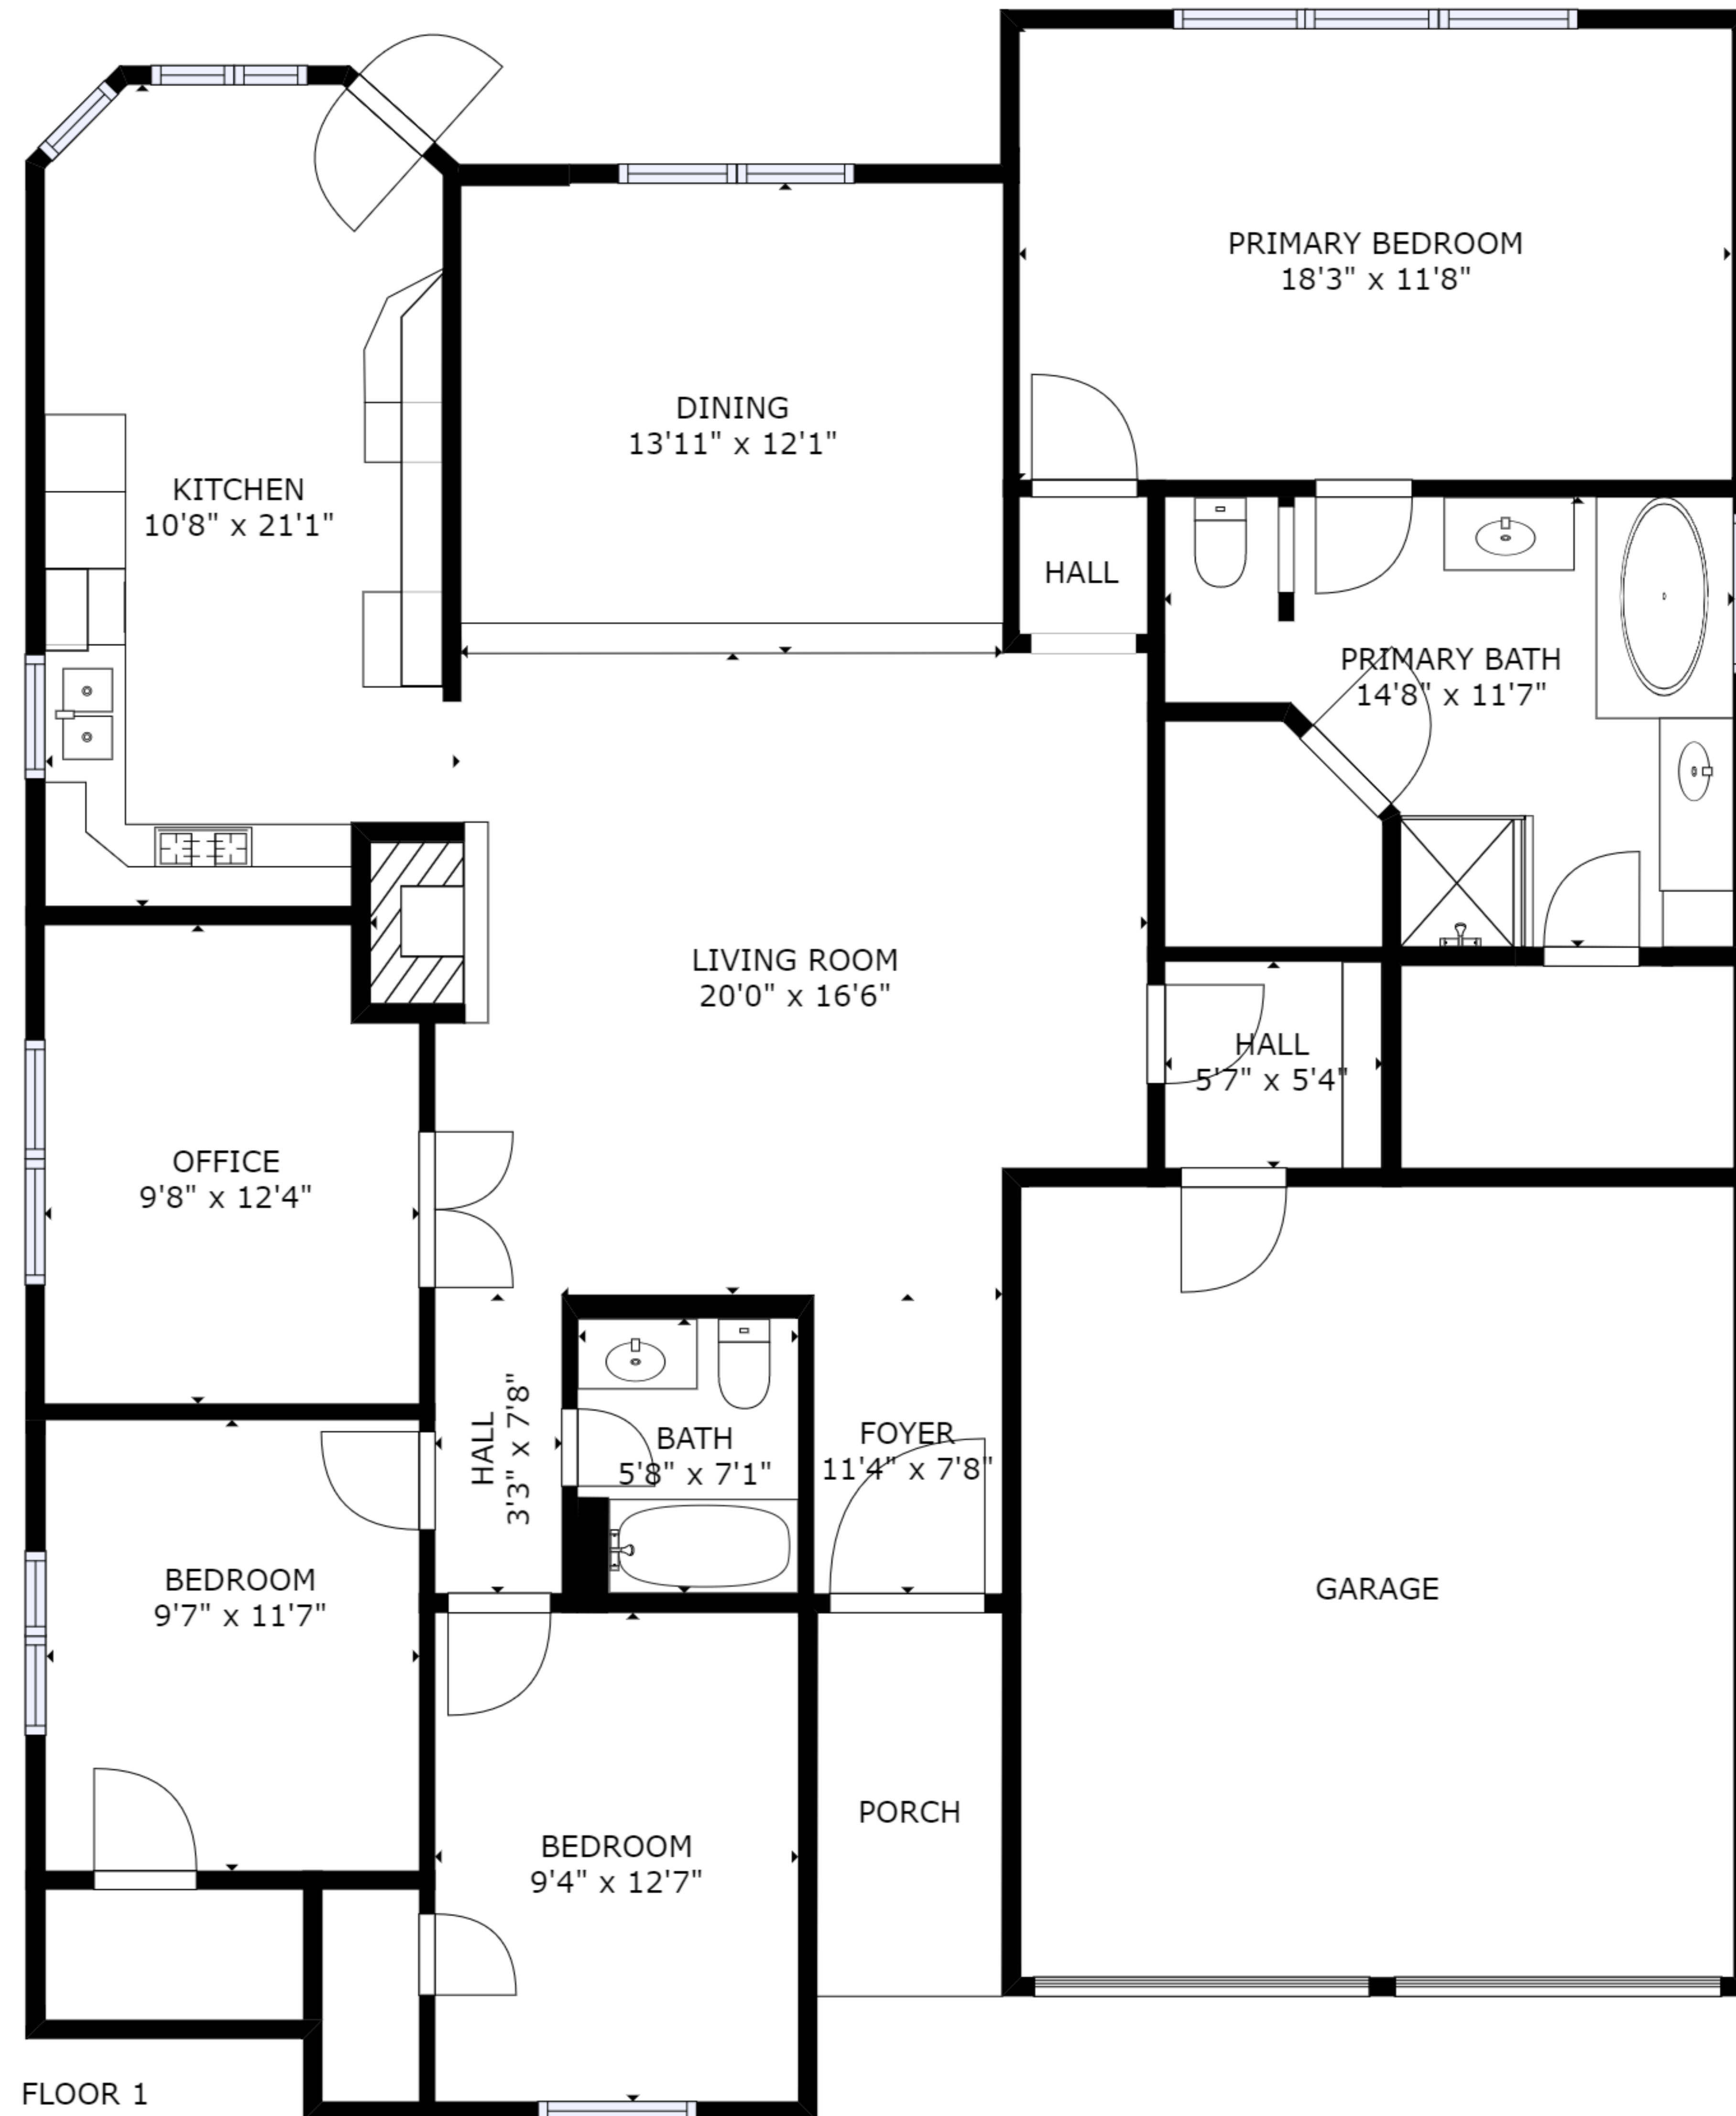 PRIMARY BEDROOM
18'3" x 11'8"
DINING
13'11" x 12'1"
KITCHEN
10'8" x 21'1"
HALL
PRIMARY BATH
14'8" x 11'7"
LIVING ROOM
20'0" x 16'6"
HALL
5'7" x 5'4"
OFFICE
9'8" x 12'4"
HALL
3'3" x 7'8"
BATH
5'8" x 7'1"
FOYER
11'4" x 7'8"
BEDROOM
9'7" x 11'7"
GARAGE
PORCH
BEDROOM
9'4" x 12'7"
FLOOR 1